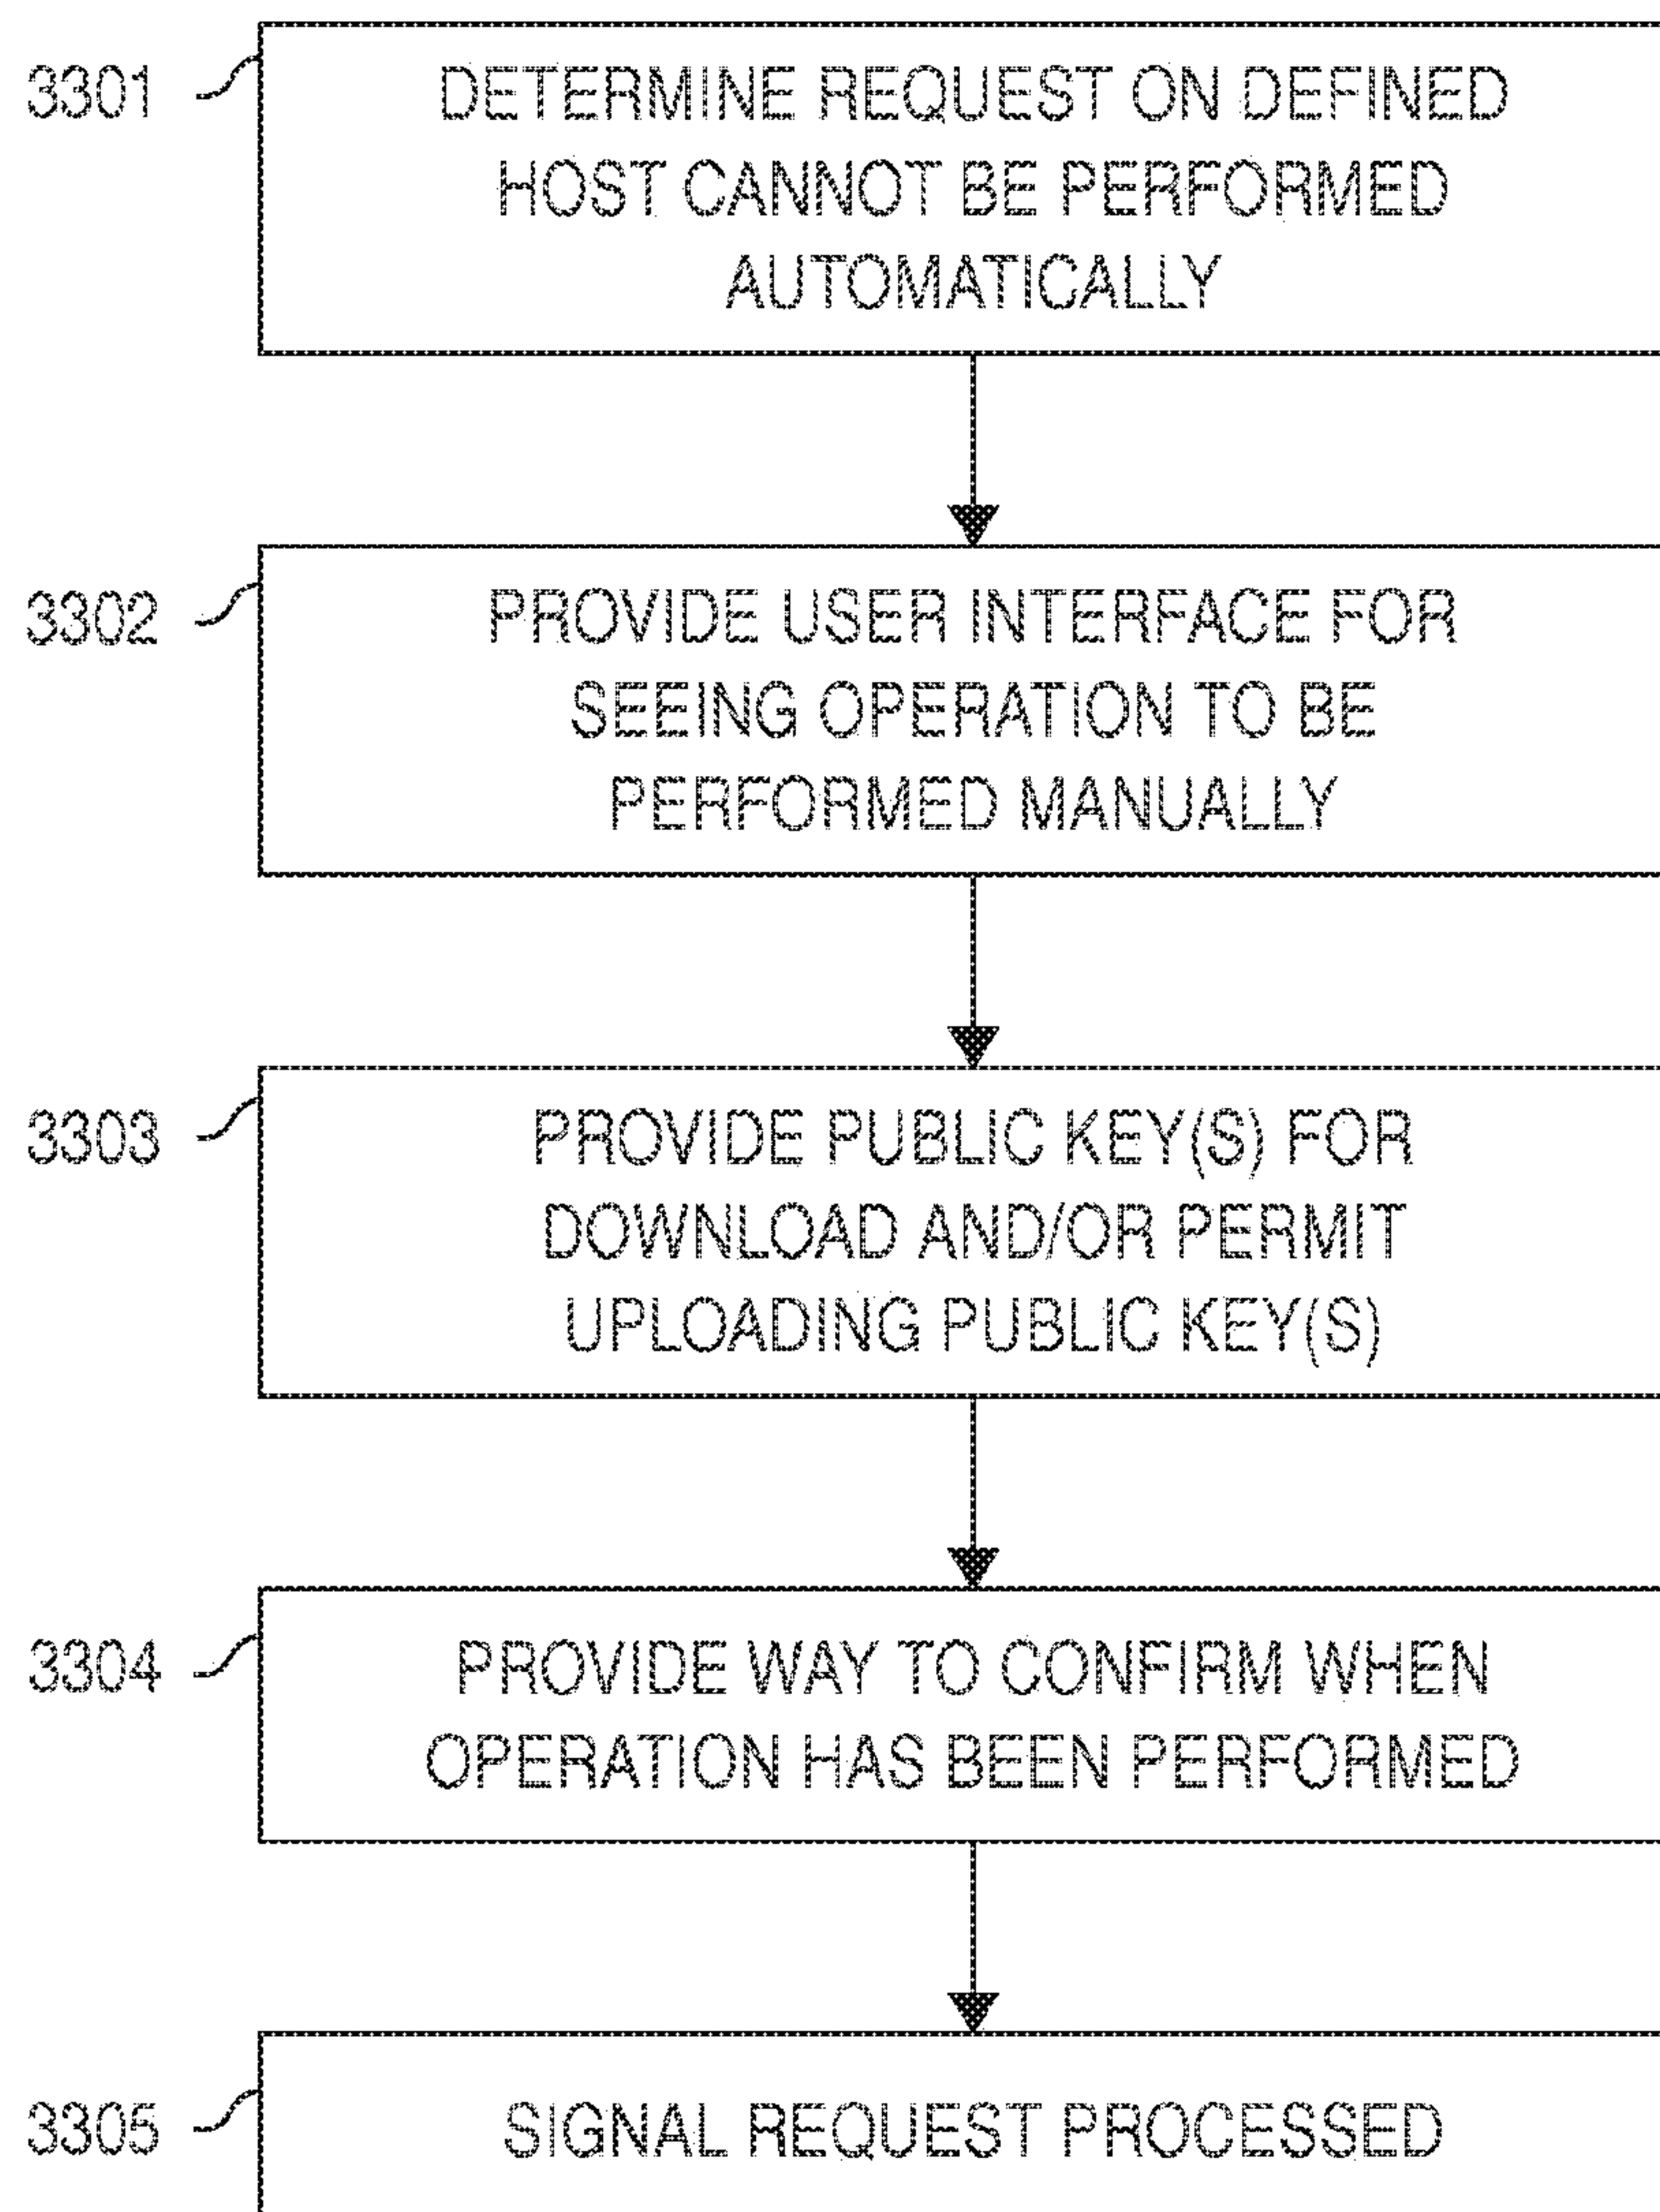 3301
DETERMINE REQUEST ON DEFINED
HOST CANNOT BE PERFORMED
AUTOMATICALLY
3302
PROVIDE USER INTERFACE FOR
SEEING OPERATION TO BE
PERFORMED MANUALLY
3303
PROVIDE PUBLIC KEY(S) FOR
DOWNLOAD AND/OR PERMIT
UPLOADING PUBLIC KEY(S)
3304
PROVIDE WAY TO CONFIRM WHEN
OPERATION HAS BEEN PERFORMED
3305
SIGNAL REQUEST PROCESSED